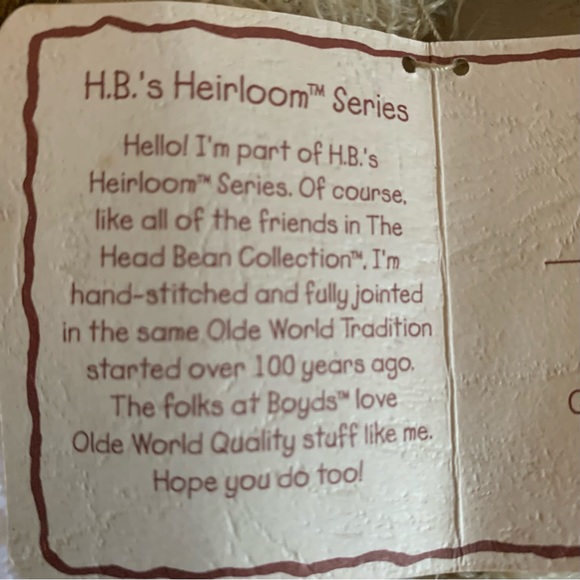 H.B.'s Heirloom™ Series
Hello! I'm part of H.B.'s
Heirloom™ Series. Of course,
like all of the friends in The
Head Bean Collection™, I'm
hand-stitched and fully jointed
in the same Olde World Tradition
started over 100 years ago.
The folks at Boyds™ love
Olde World Quality stuff like me.
Hope you do too!